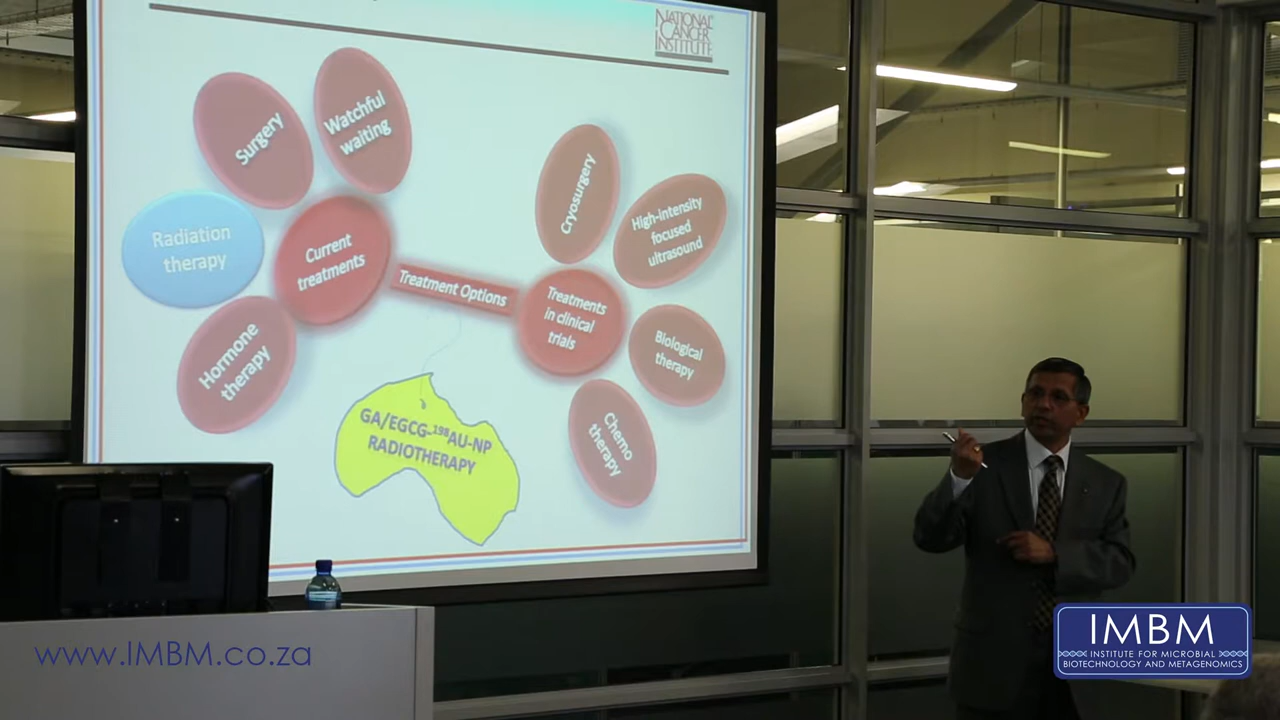 NATIONAL
CANCER
INSTITUTE
Surgery
Watchful
waiting
Radiation
therapy
Current
treatments
Hormone
therapy
Treatment Options
Cryosurgery
High-intensity
focused
ultrasound
Treatments
in clinical
trials
Biological
therapy
Chemo
therapy
GA/EGCG-¹⁹⁸AU-NP
RADIOTHERAPY
www.IMBM.co.za
IMBM
INSTITUTE FOR MICROBIAL
BIOTECHNOLOGY AND METAGENOMICS